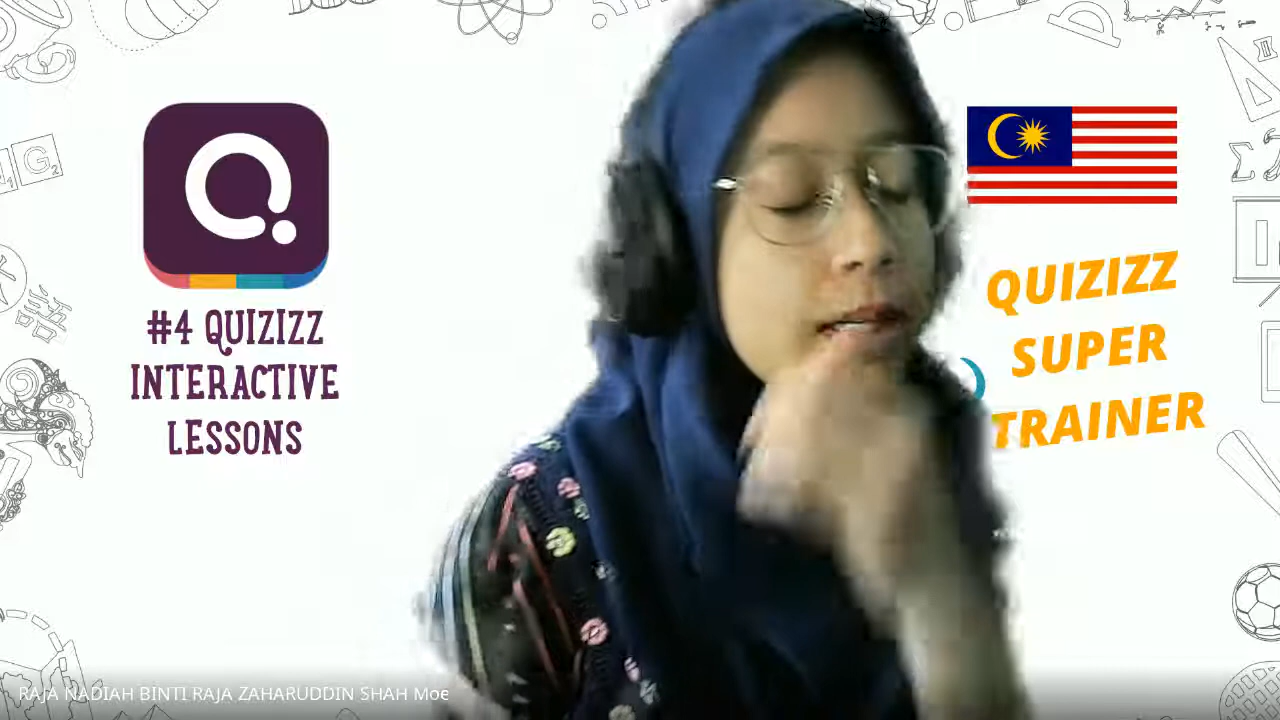 #4 QUIZIZZ
INTERACTIVE
LESSONS
QUIZIZZ
SUPER
TRAINER
RAJA NADIAH BINTI RAJA ZAHARUDDIN SHAH Moe